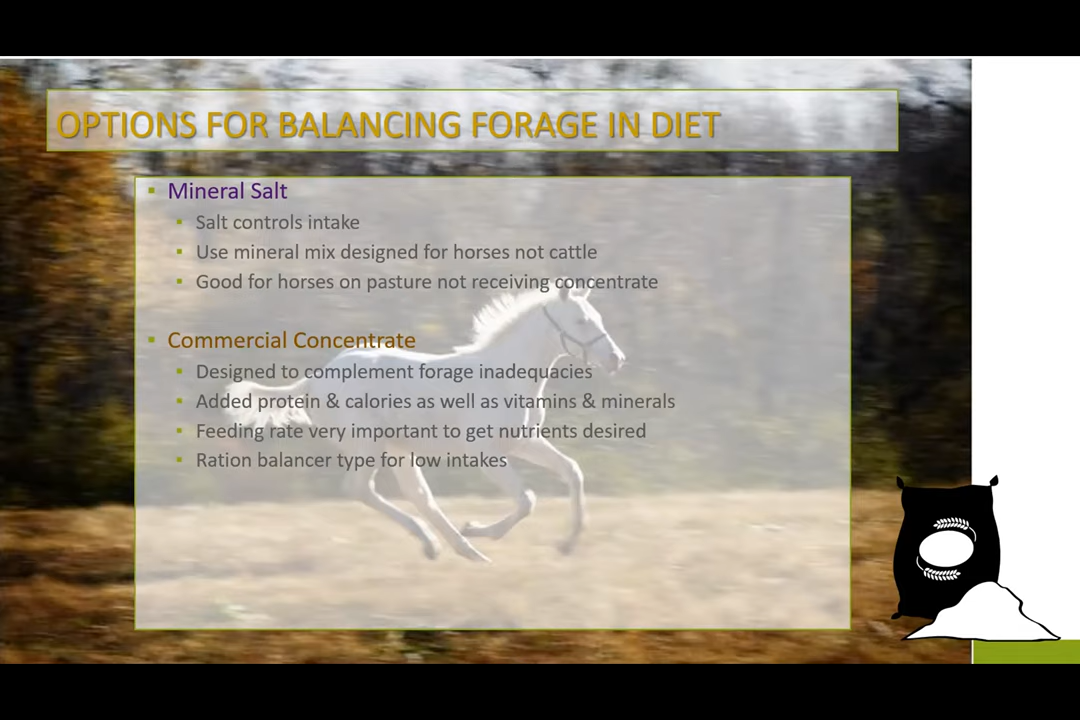 OPTIONS FOR BALANCING FORAGE IN DIET
Mineral Salt
Salt controls intake
Use mineral mix designed for horses not cattle
Good for horses on pasture not receiving concentrate
Commercial Concentrate
Designed to complement forage inadequacies
Added protein & calories as well as vitamins & minerals
Feeding rate very important to get nutrients desired
Ration balancer type for low intakes